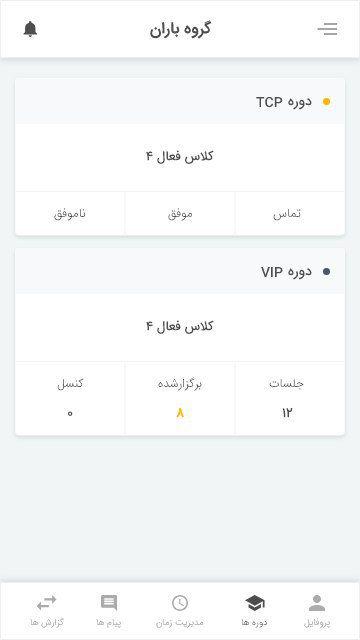 گروه باران
دوره TCP
کلاس فعال ۴
تماس موفق ناموفق
دوره VIP
کلاس فعال ۴
جلسات برگزارشده کنسل
۱۲ ۸ ۰
پروفایل دوره ها مدیریت زمان پیام ها گزارش ها